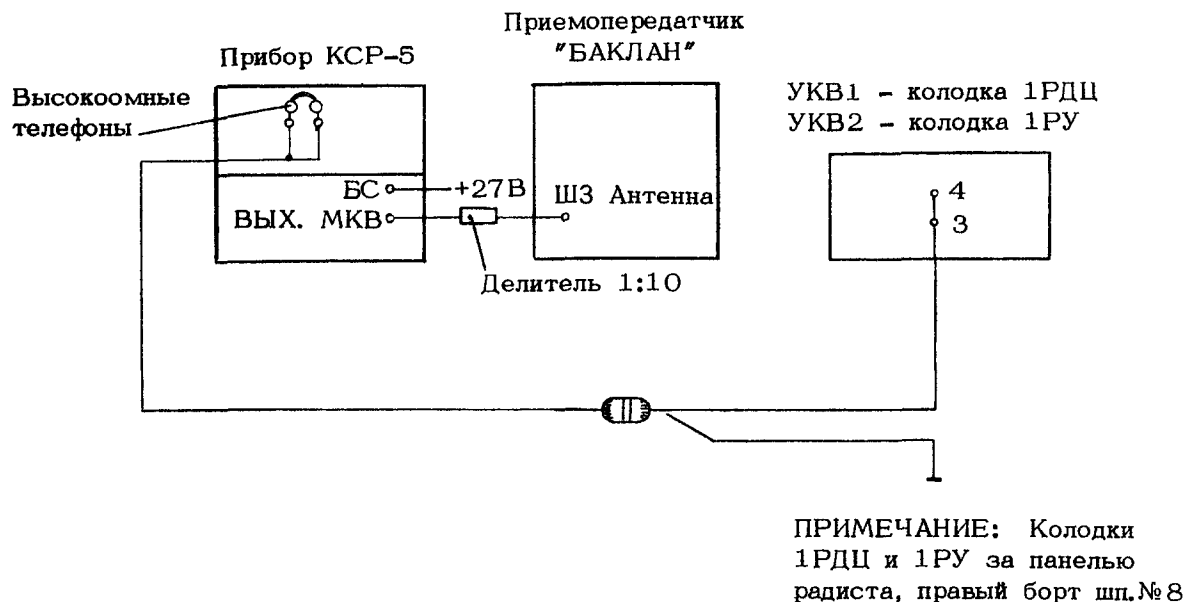 Приемопередатчик
"БАКЛАН"
Прибор КСР-5
Высокоомные
телефоны
УКВ1 - колодка 1РДЦ
УКВ2 - колодка 1РУ
БС
+27В
ВЫХ. МКВ
Ш3 Антенна
4
3
Делитель 1:10
ПРИМЕЧАНИЕ: Колодки
1РДЦ и 1РУ за панелью
радиста, правый борт шп.№8